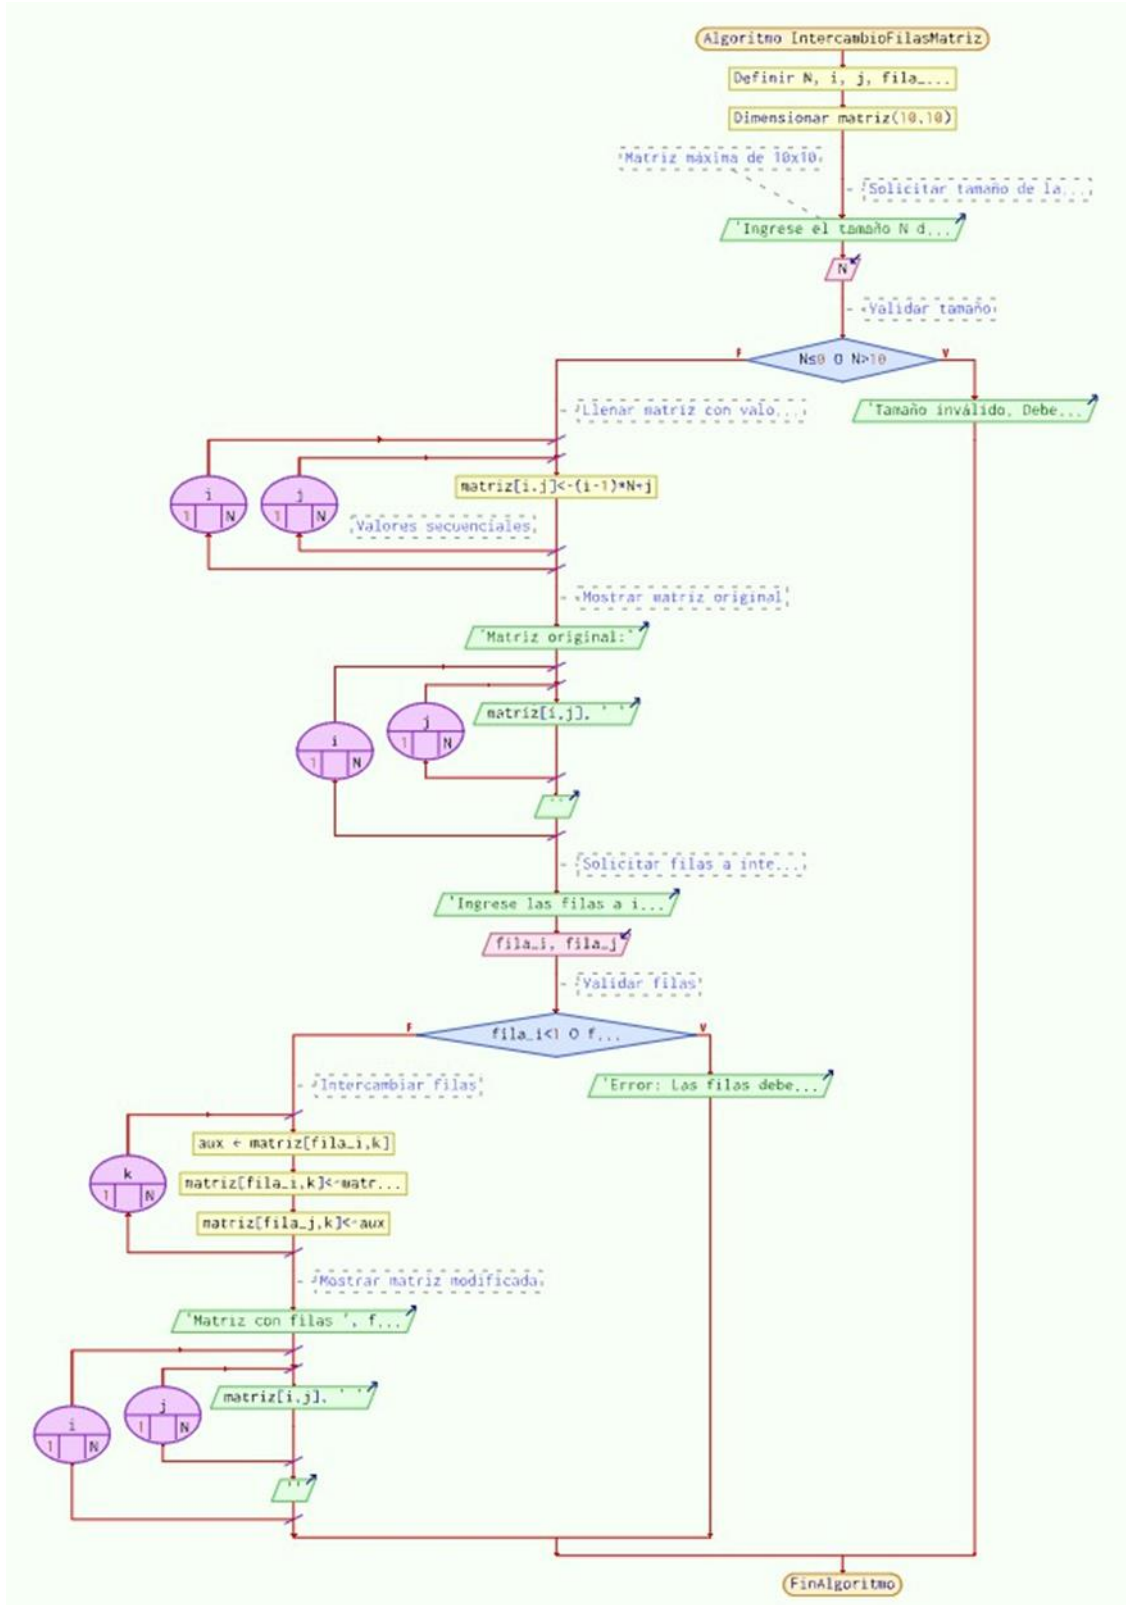 Algoritmo IntercambioFilasMatriz
Definir N, i, j, fila_...
Dimensionar matriz(10,10)
Matriz máxima de 10x10
Solicitar tamaño de la...
'Ingrese el tamaño N d...
N
Validar tamaño
N≤0 O N>10
F
V
Llenar matriz con valo...
'Tamaño inválido. Debe...
i
1 N
j
1 N
matriz[i,j]<-(i-1)*N+j
Valores secuenciales
Mostrar matriz original
'Matriz original:'
i
1 N
j
1 N
matriz[i,j], ' '
''
Solicitar filas a inte...
'Ingrese las filas a i...
fila_i, fila_j
Validar filas
fila_i<1 O f...
F
V
Intercambiar filas
'Error: Las filas debe...
k
1 N
aux ← matriz[fila_i,k]
matriz[fila_i,k]<-matr...
matriz[fila_j,k]<-aux
Mostrar matriz modificada
'Matriz con filas ', f...
i
1 N
j
1 N
matriz[i,j], ' '
''
FinAlgoritmo